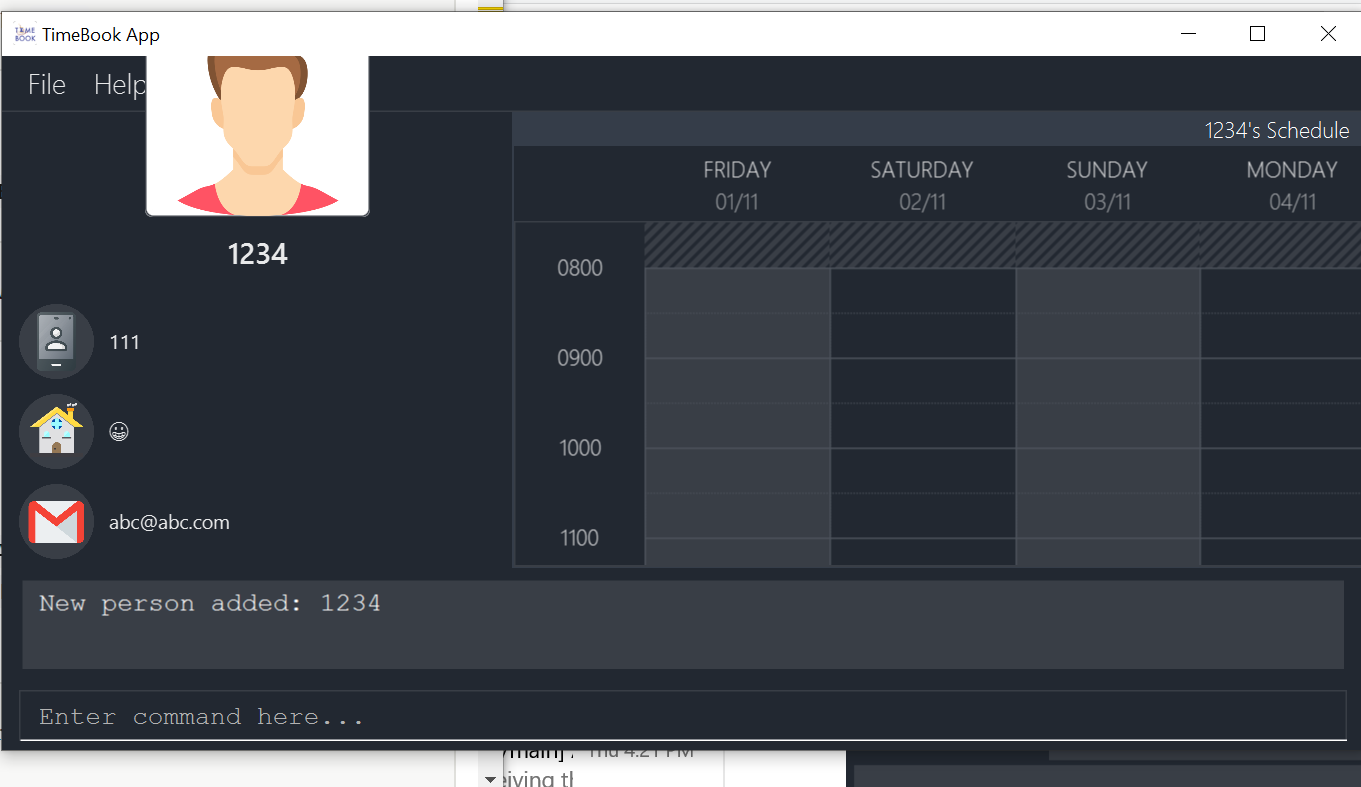 TIME
BOOK
TimeBook App
File Help
1234's Schedule
FRIDAY SATURDAY SUNDAY MONDAY
01/11 02/11 03/11 04/11
1234
0800
111
0900
😀
1000
abc@abc.com
1100
New person added: 1234
Enter command here...
/main] Thu 4:21 PM
eiving th